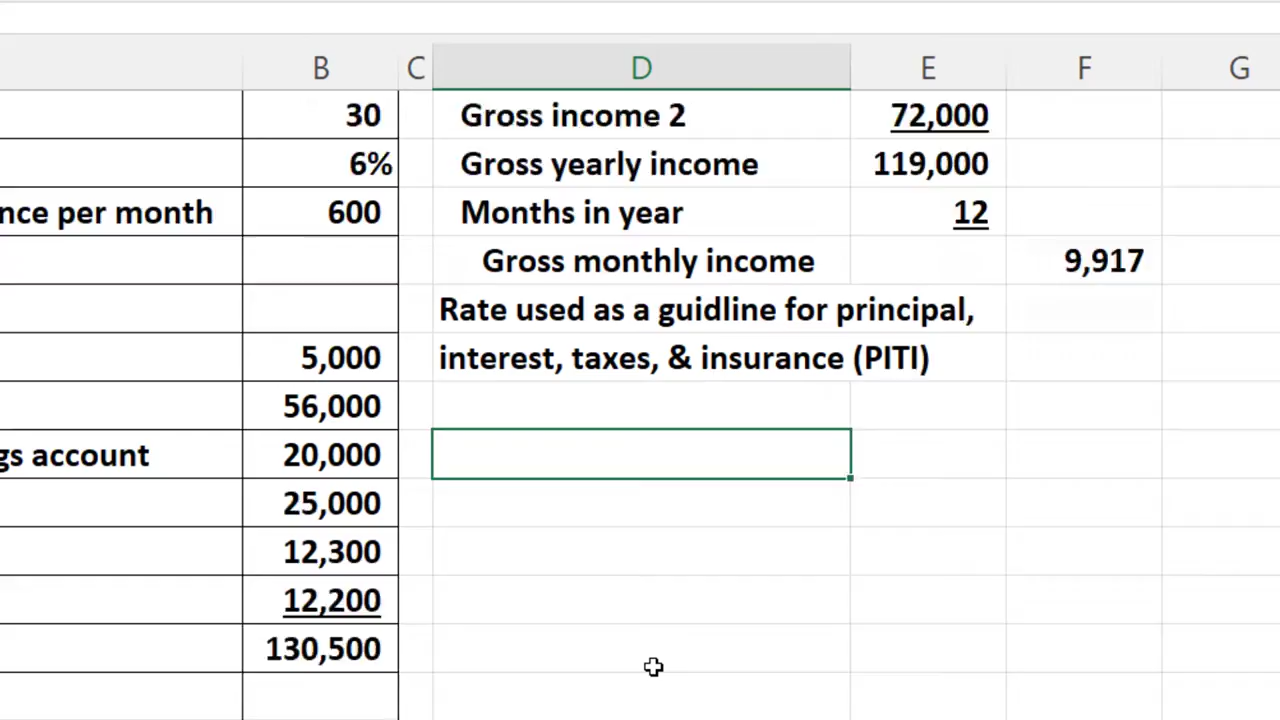 B C D E F G
30 Gross income 2 72,000
6% Gross yearly income 119,000
nce per month 600 Months in year 12
Gross monthly income 9,917
Rate used as a guidline for principal,
5,000 interest, taxes, & insurance (PITI)
56,000
gs account 20,000
25,000
12,300
12,200
130,500